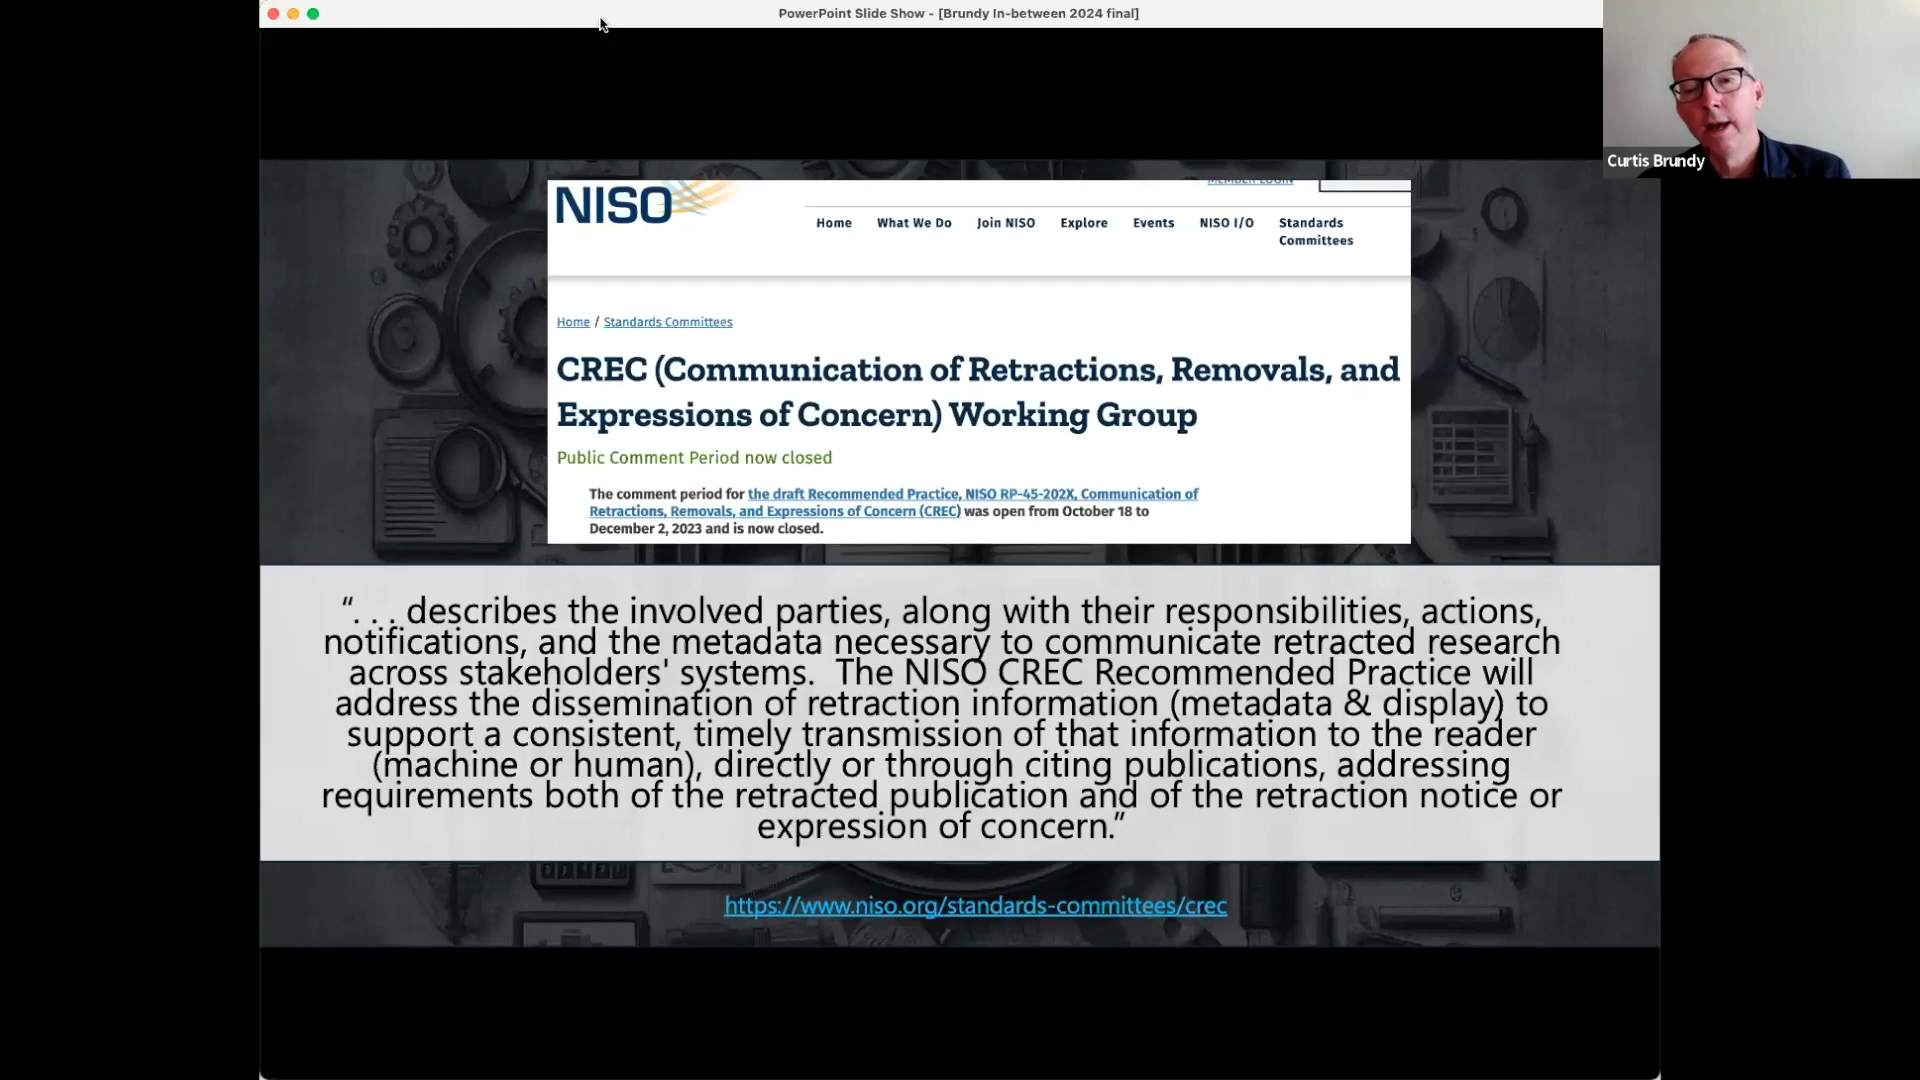 PowerPoint Slide Show - [Brundy In-between 2024 final]
Curtis Brundy
NISO
MEMBER LOGIN
Home What We Do Join NISO Explore Events NISO I/O Standards
Committees
Home / Standards Committees
CREC (Communication of Retractions, Removals, and
Expressions of Concern) Working Group
Public Comment Period now closed
The comment period for the draft Recommended Practice, NISO RP-45-202X, Communication of
Retractions, Removals, and Expressions of Concern (CREC) was open from October 18 to
December 2, 2023 and is now closed.
“. . . describes the involved parties, along with their responsibilities, actions,
notifications, and the metadata necessary to communicate retracted research
across stakeholders' systems. The NISO CREC Recommended Practice will
address the dissemination of retraction information (metadata & display) to
support a consistent, timely transmission of that information to the reader
(machine or human), directly or through citing publications, addressing
requirements both of the retracted publication and of the retraction notice or
expression of concern.”
https://www.niso.org/standards-committees/crec